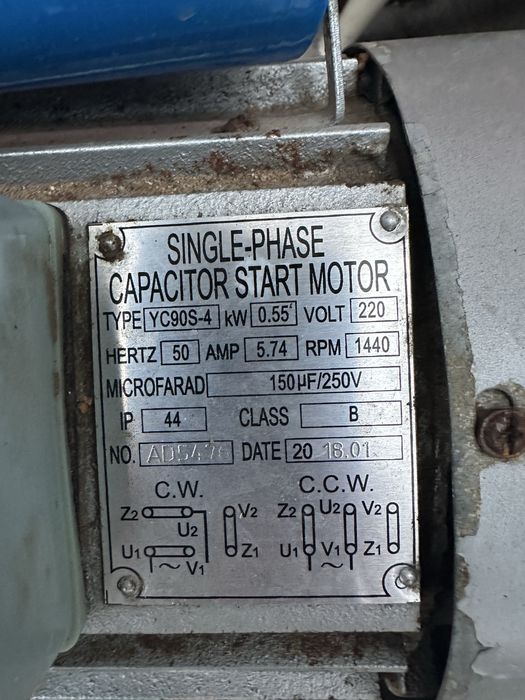 SINGLE-PHASE
CAPACITOR START MOTOR
TYPE YC90S-4 KW 0.55 VOLT 220
HERTZ 50 AMP 5.74 RPM 1440
MICROFARAD 150μF/250V
IP 44 CLASS B
NO. AD5476 DATE 20 18.01
C.W. C.C.W.
Z2 U2 V2 Z2 U2 V2
U1 V1 Z1 U1 V1 Z1
~ ~